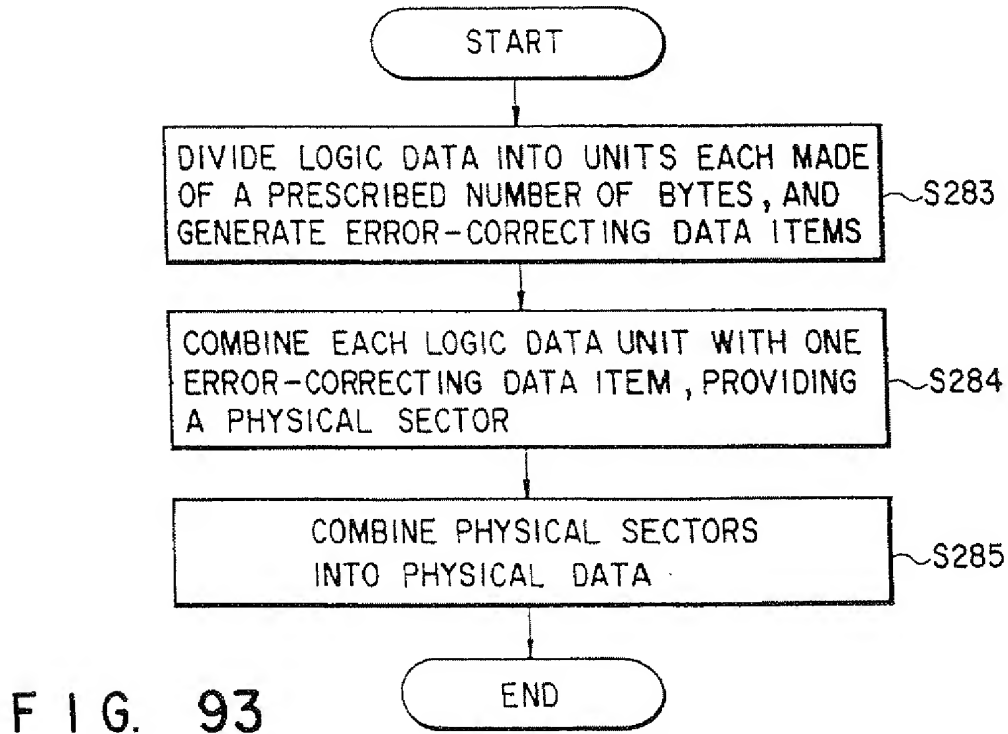 START
DIVIDE LOGIC DATA INTO UNITS EACH MADE
OF A PRESCRIBED NUMBER OF BYTES, AND
GENERATE ERROR-CORRECTING DATA ITEMS
S283
COMBINE EACH LOGIC DATA UNIT WITH ONE
ERROR-CORRECTING DATA ITEM, PROVIDING
A PHYSICAL SECTOR
S284
COMBINE PHYSICAL SECTORS
INTO PHYSICAL DATA
S285
END
FIG. 93